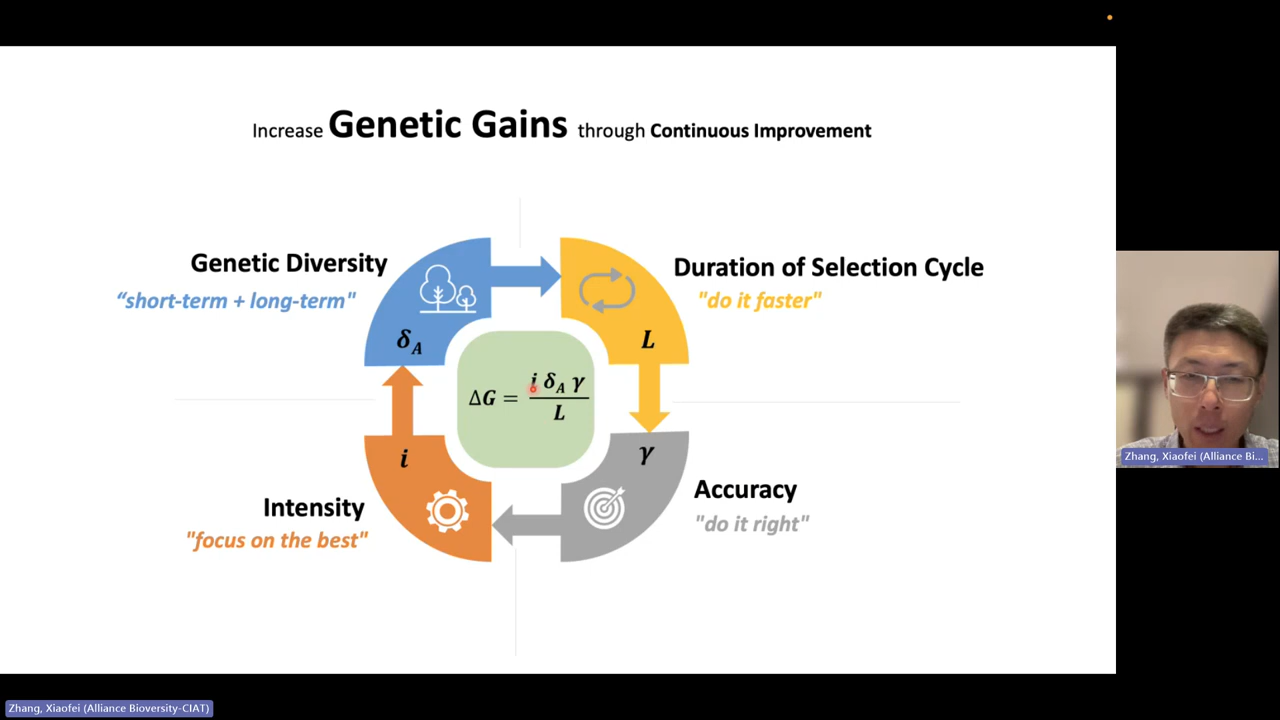 Increase Genetic Gains through Continuous Improvement
Genetic Diversity
“short-term + long-term"
δA
Duration of Selection Cycle
"do it faster"
L
ΔG = i δA γ / L
i
Intensity
"focus on the best"
γ
Accuracy
"do it right"
Zhang, Xiaofei (Alliance Bi...
Zhang, Xiaofei (Alliance Bioversity-CIAT)